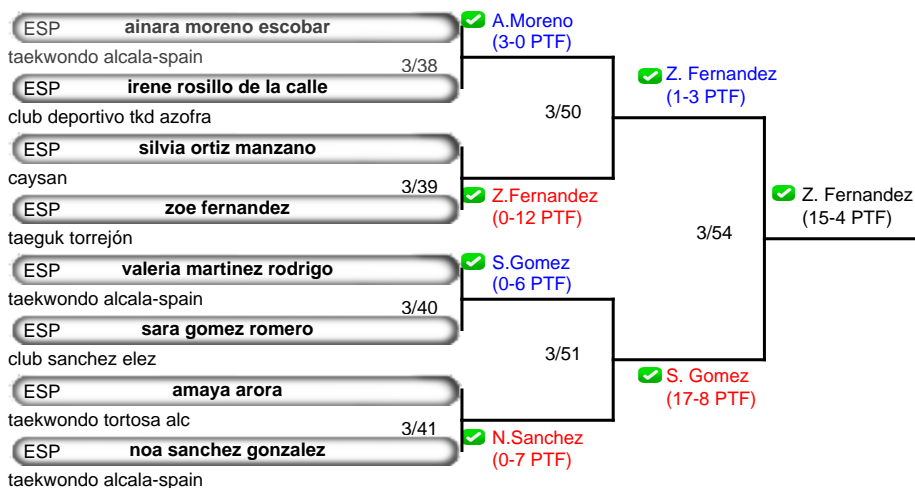 ESP ainara moreno escobar
taekwondo alcala-spain
3/38
ESP irene rosillo de la calle
club deportivo tkd azofra
A.Moreno
(3-0 PTF)
ESP silvia ortiz manzano
caysan
3/39
ESP zoe fernandez
taeguk torrejón
Z.Fernandez
(0-12 PTF)
3/50
Z. Fernandez
(1-3 PTF)
ESP valeria martinez rodrigo
taekwondo alcala-spain
3/40
ESP sara gomez romero
club sanchez elez
S.Gomez
(0-6 PTF)
ESP amaya arora
taekwondo tortosa alc
3/41
ESP noa sanchez gonzalez
taekwondo alcala-spain
N.Sanchez
(0-7 PTF)
3/51
S. Gomez
(17-8 PTF)
3/54
Z. Fernandez
(15-4 PTF)